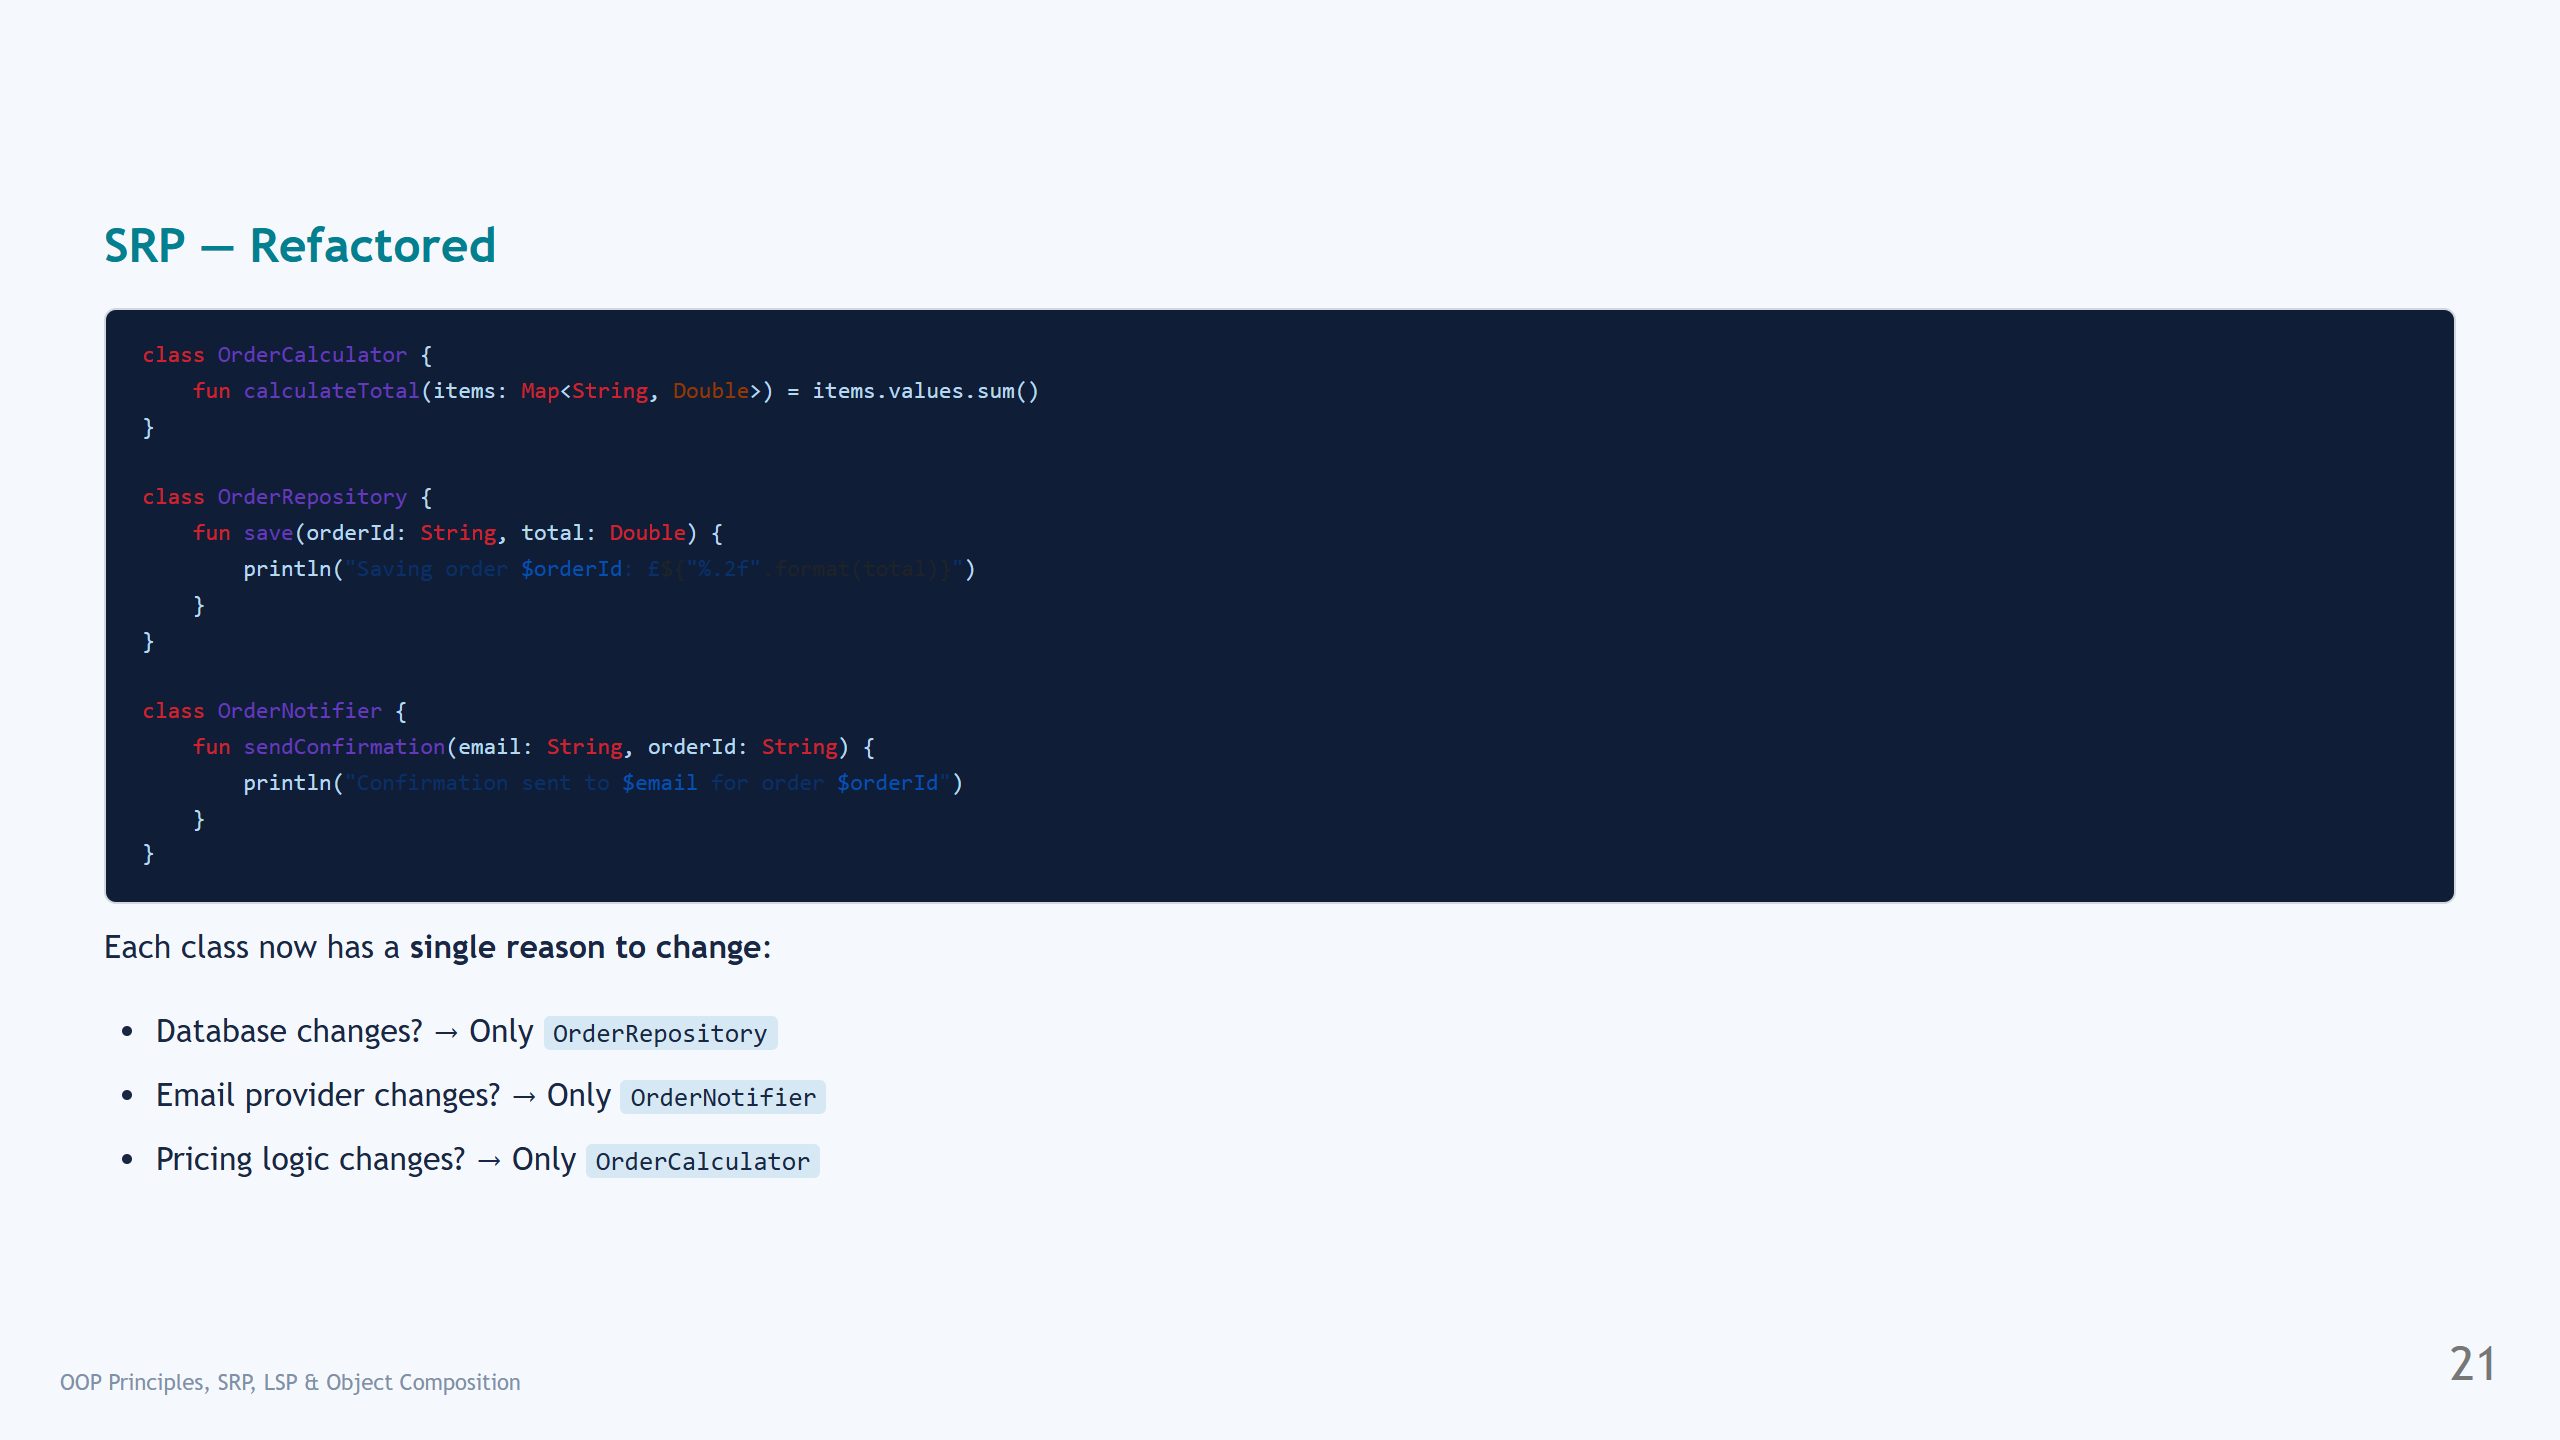 SRP — Refactored
class OrderCalculator {
    fun calculateTotal(items: Map<String, Double>) = items.values.sum()
}
class OrderRepository {
    fun save(orderId: String, total: Double) {
        println("Saving order $orderId: £${"%.2f".format(total)}")
    }
}
class OrderNotifier {
    fun sendConfirmation(email: String, orderId: String) {
        println("Confirmation sent to $email for order $orderId")
    }
}
Each class now has a single reason to change:
• Database changes? → Only OrderRepository
• Email provider changes? → Only OrderNotifier
• Pricing logic changes? → Only OrderCalculator
OOP Principles, SRP, LSP & Object Composition
21